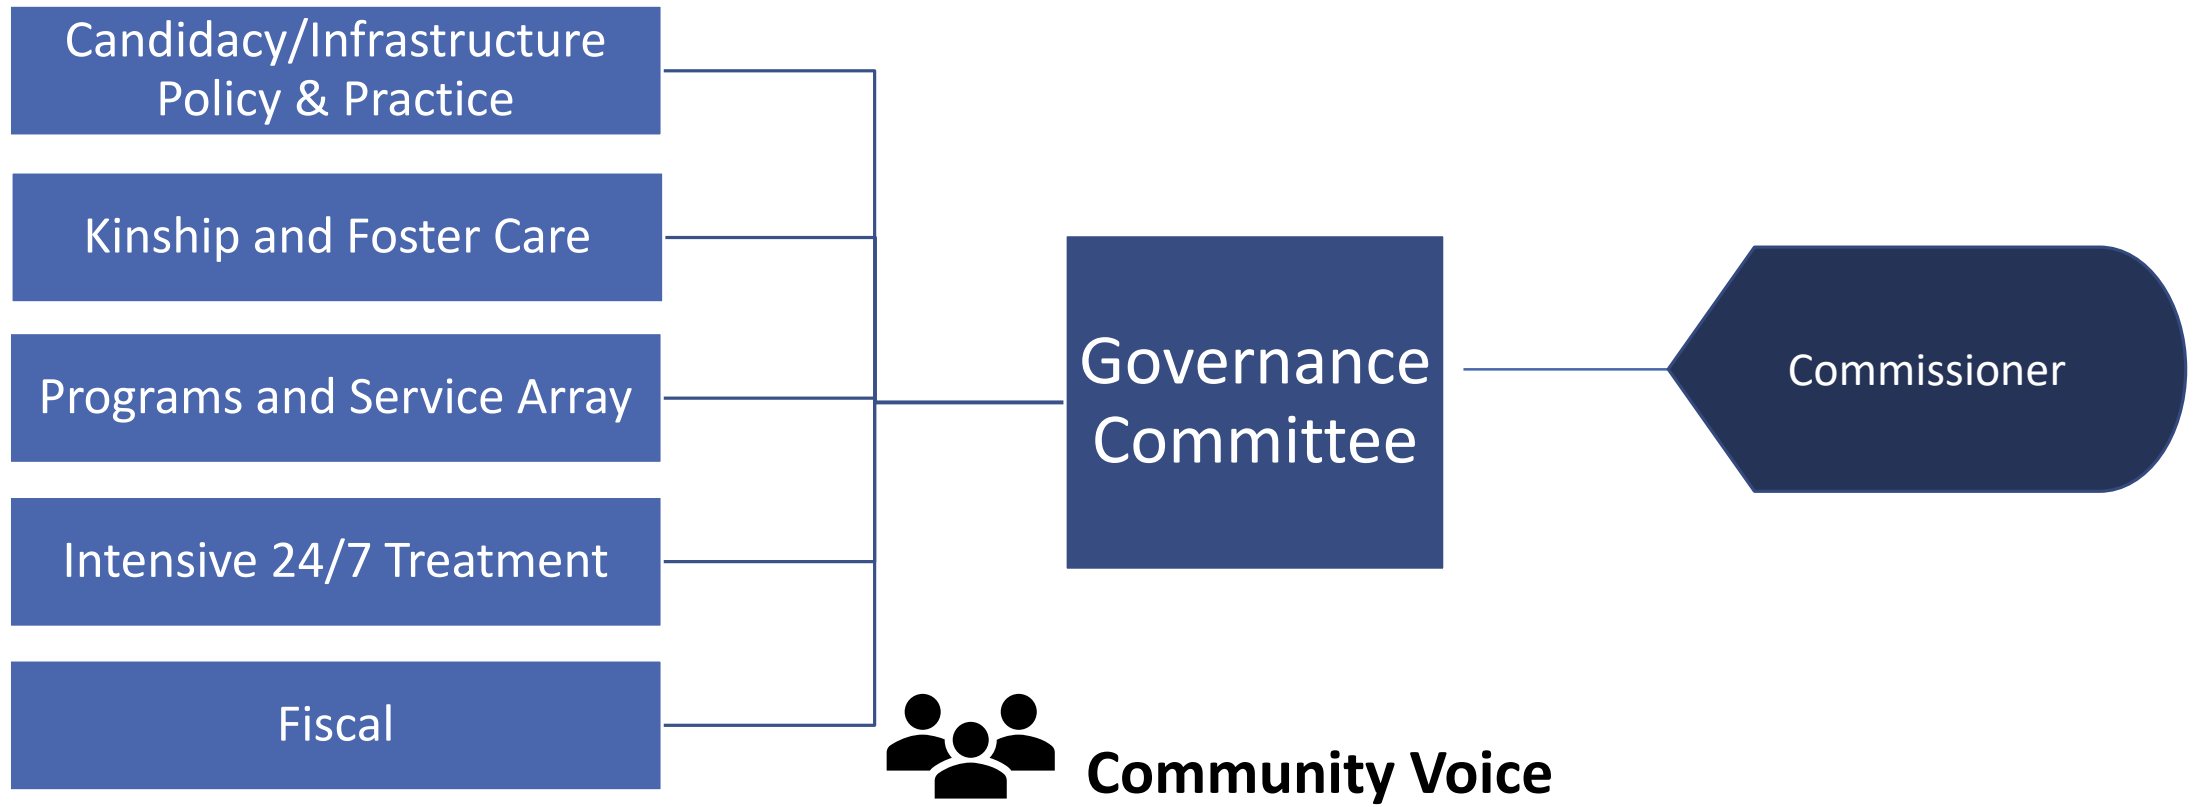 Candidacy/Infrastructure
Policy & Practice
Kinship and Foster Care
Programs and Service Array
Intensive 24/7 Treatment
Fiscal
Governance
Committee
Commissioner
Community Voice